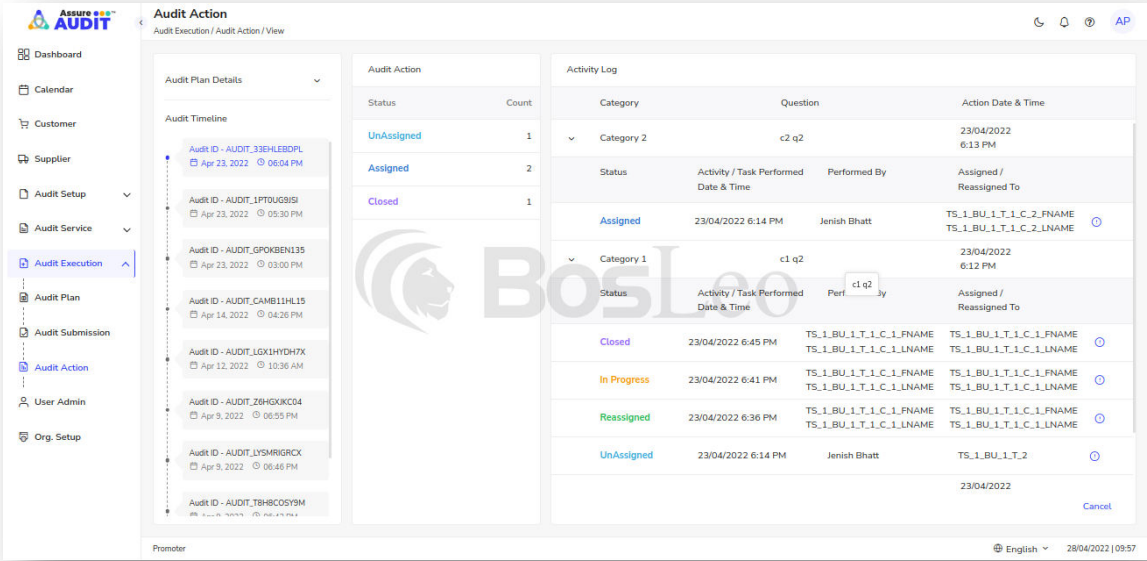 Assure
AUDIT
Audit Action
Audit Execution / Audit Action / View
AP
Dashboard
Calendar
Customer
Supplier
Audit Setup
Audit Service
Audit Execution
Audit Plan
Audit Submission
Audit Action
User Admin
Org. Setup
Audit Plan Details
Audit Timeline
Audit ID - AUDIT_33EHLEBDPL
Apr 23, 2022 06:04 PM
Audit ID - AUDIT_1PT0UG9JSI
Apr 23, 2022 05:30 PM
Audit ID - AUDIT_GPOKBEN135
Apr 23, 2022 03:00 PM
Audit ID - AUDIT_CAMB11HL15
Apr 14, 2022 04:26 PM
Audit ID - AUDIT_LGX1HYDH7X
Apr 12, 2022 10:36 AM
Audit ID - AUDIT_Z6HGXJKC04
Apr 9, 2022 06:55 PM
Audit ID - AUDIT_LYSMRIGRCX
Apr 9, 2022 06:46 PM
Audit ID - AUDIT_T8H8COSY9M
Audit Action
Status Count
UnAssigned 1
Assigned 2
Closed 1
Activity Log
Category Question Action Date & Time
Category 2 c2 q2 23/04/2022
6:13 PM
Status Activity / Task Performed Performed By Assigned /
Date & Time Reassigned To
Assigned 23/04/2022 6:14 PM Jenish Bhatt TS_1_BU_1_T_1_C_2_FNAME
TS_1_BU_1_T_1_C_2_LNAME
Category 1 c1 q2 23/04/2022
6:12 PM
c1 q2
Status Activity / Task Performed Perf By Assigned /
Date & Time Reassigned To
Closed 23/04/2022 6:45 PM TS_1_BU_1_T_1_C_1_FNAME TS_1_BU_1_T_1_C_1_FNAME
TS_1_BU_1_T_1_C_1_LNAME TS_1_BU_1_T_1_C_1_LNAME
In Progress 23/04/2022 6:41 PM TS_1_BU_1_T_1_C_1_FNAME TS_1_BU_1_T_1_C_1_FNAME
TS_1_BU_1_T_1_C_1_LNAME TS_1_BU_1_T_1_C_1_LNAME
Reassigned 23/04/2022 6:36 PM TS_1_BU_1_T_1_C_1_FNAME TS_1_BU_1_T_1_C_1_FNAME
TS_1_BU_1_T_1_C_1_LNAME TS_1_BU_1_T_1_C_1_LNAME
UnAssigned 23/04/2022 6:14 PM Jenish Bhatt TS_1_BU_1_T_2
23/04/2022
Cancel
BosLeo
Promoter
English 28/04/2022 | 09:57